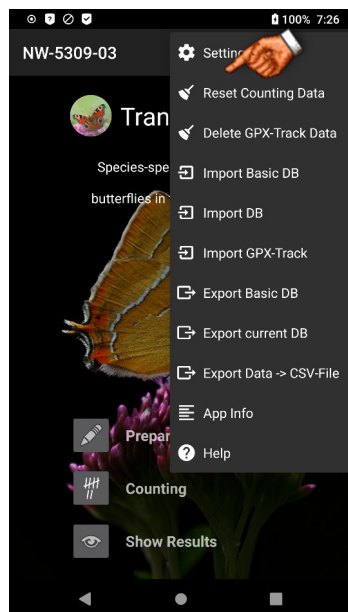 100% 7:26
NW-5309-03
Settin
Reset Counting Data
Tran
Delete GPX-Track Data
Species-spe
Import Basic DB
butterflies in
Import DB
Import GPX-Track
Export Basic DB
Export current DB
Export Data -> CSV-File
App Info
Prepar
Help
Counting
Show Results